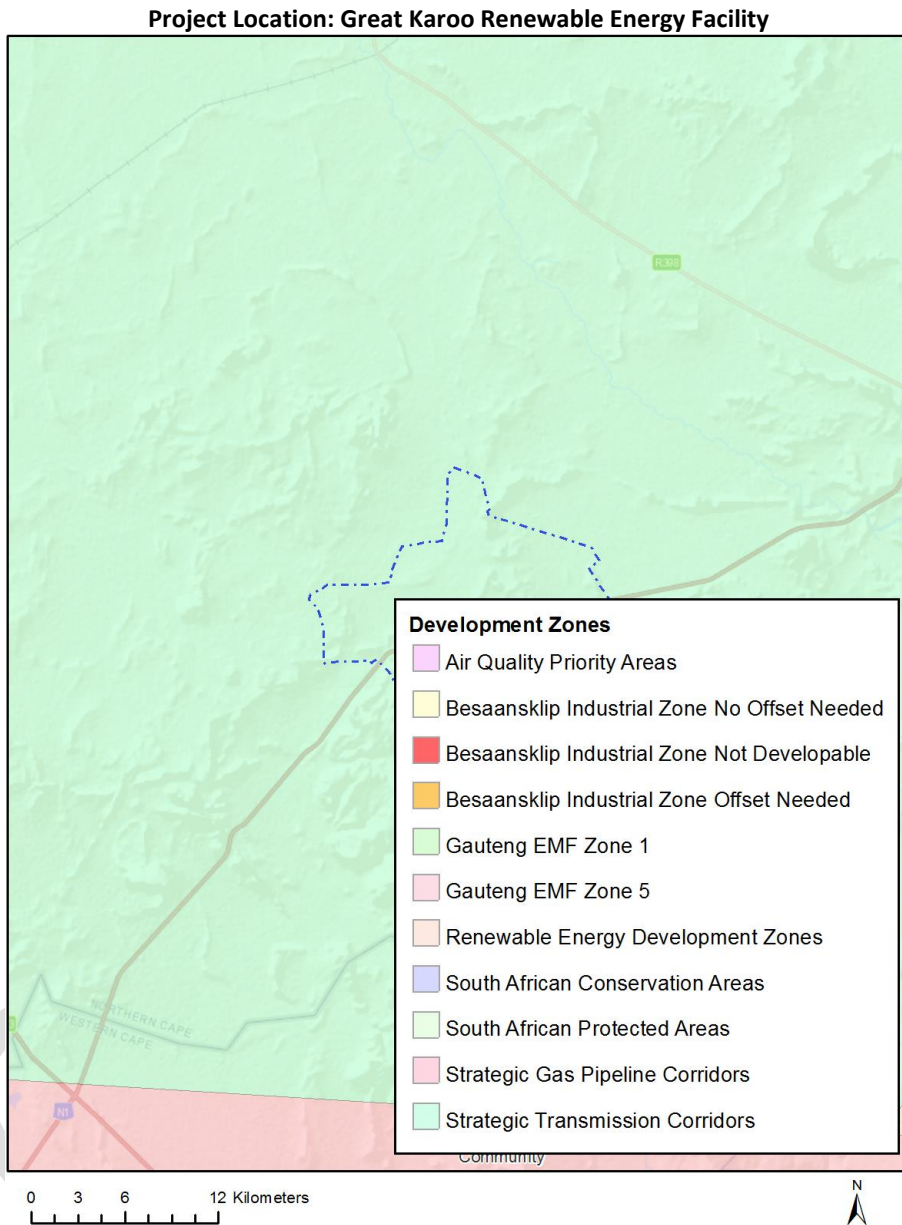 Project Location: Great Karoo Renewable Energy Facility
R398
Development Zones
Air Quality Priority Areas
Besaansklip Industrial Zone No Offset Needed
Besaansklip Industrial Zone Not Developable
Besaansklip Industrial Zone Offset Needed
Gauteng EMF Zone 1
Gauteng EMF Zone 5
Renewable Energy Development Zones
South African Conservation Areas
South African Protected Areas
Strategic Gas Pipeline Corridors
Strategic Transmission Corridors
NORTHERN CAPE
WESTERN CAPE
N1
Community
0 3 6 12 Kilometers
N